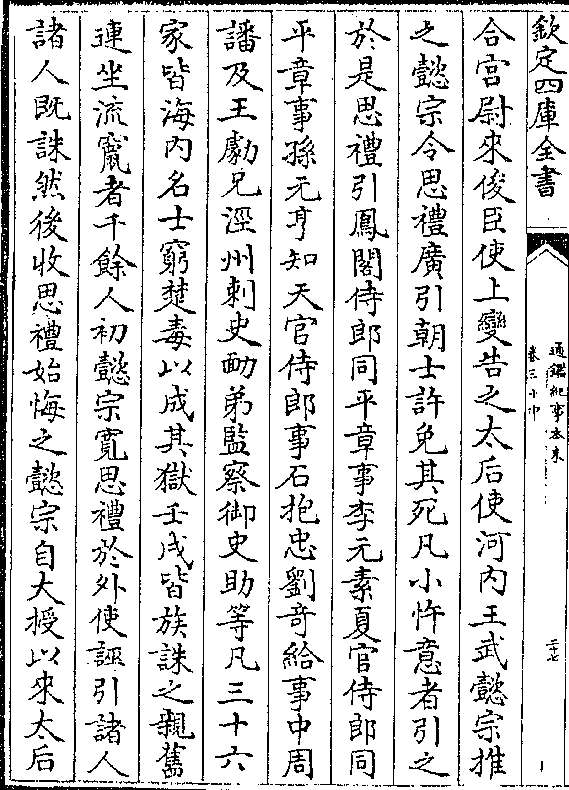 欽定四庫全書
通鑑紀事本末
卷三十中
二十七
合宫尉來俊臣使上變告之太后使河内王武懿宗推
之懿宗令思禮廣引朝士許免其死凡小忤意者引之
於是思禮引鳳閣侍郎同平章事李元素夏官侍郎同
平章事孫元亨知天官侍郎事石抱忠劉奇給事中周
譒及王勮兄涇州刺史勔弟監察御史助等凡三十六
家皆海内名士窮楚毒以成其獄壬戌皆族誅之親舊
連坐流竄者千餘人初懿宗寛思禮於外使誣引諸人
諸人既誅然後收思禮始悔之懿宗自大授以來太后